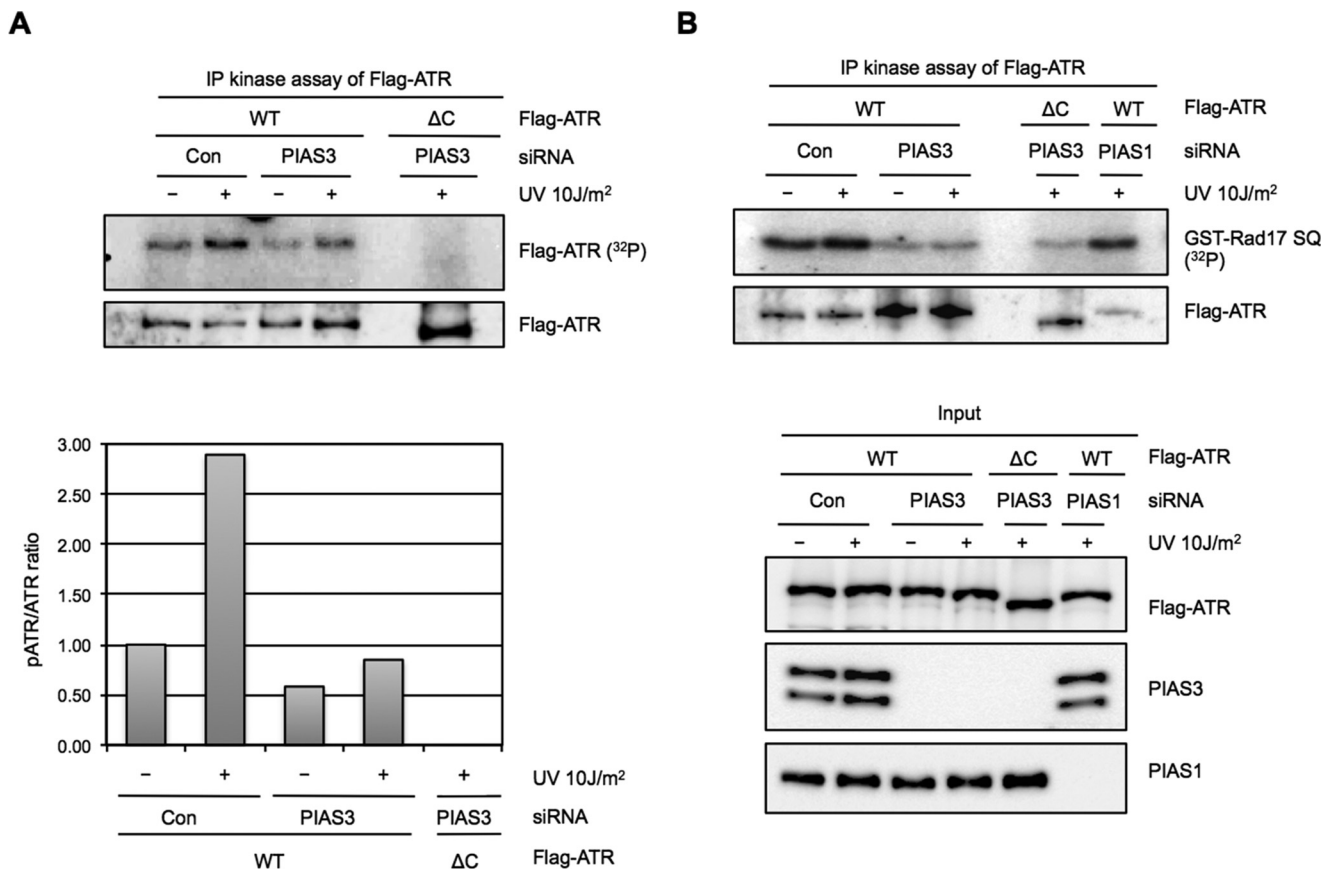 A
IP kinase assay of Flag-ATR
WT ΔC Flag-ATR
Con PIAS3 PIAS3 siRNA
– + – + + UV 10J/m²
Flag-ATR (³²P)
Flag-ATR
3.00
2.50
2.00
1.50
1.00
0.50
0.00
pATR/ATR ratio
– + – + + UV 10J/m²
Con PIAS3 PIAS3 siRNA
WT ΔC Flag-ATR
B
IP kinase assay of Flag-ATR
WT ΔC WT Flag-ATR
Con PIAS3 PIAS3 PIAS1 siRNA
– + – + + + UV 10J/m²
GST-Rad17 SQ
(³²P)
Flag-ATR
Input
WT ΔC WT Flag-ATR
Con PIAS3 PIAS3 PIAS1 siRNA
– + – + + + UV 10J/m²
Flag-ATR
PIAS3
PIAS1